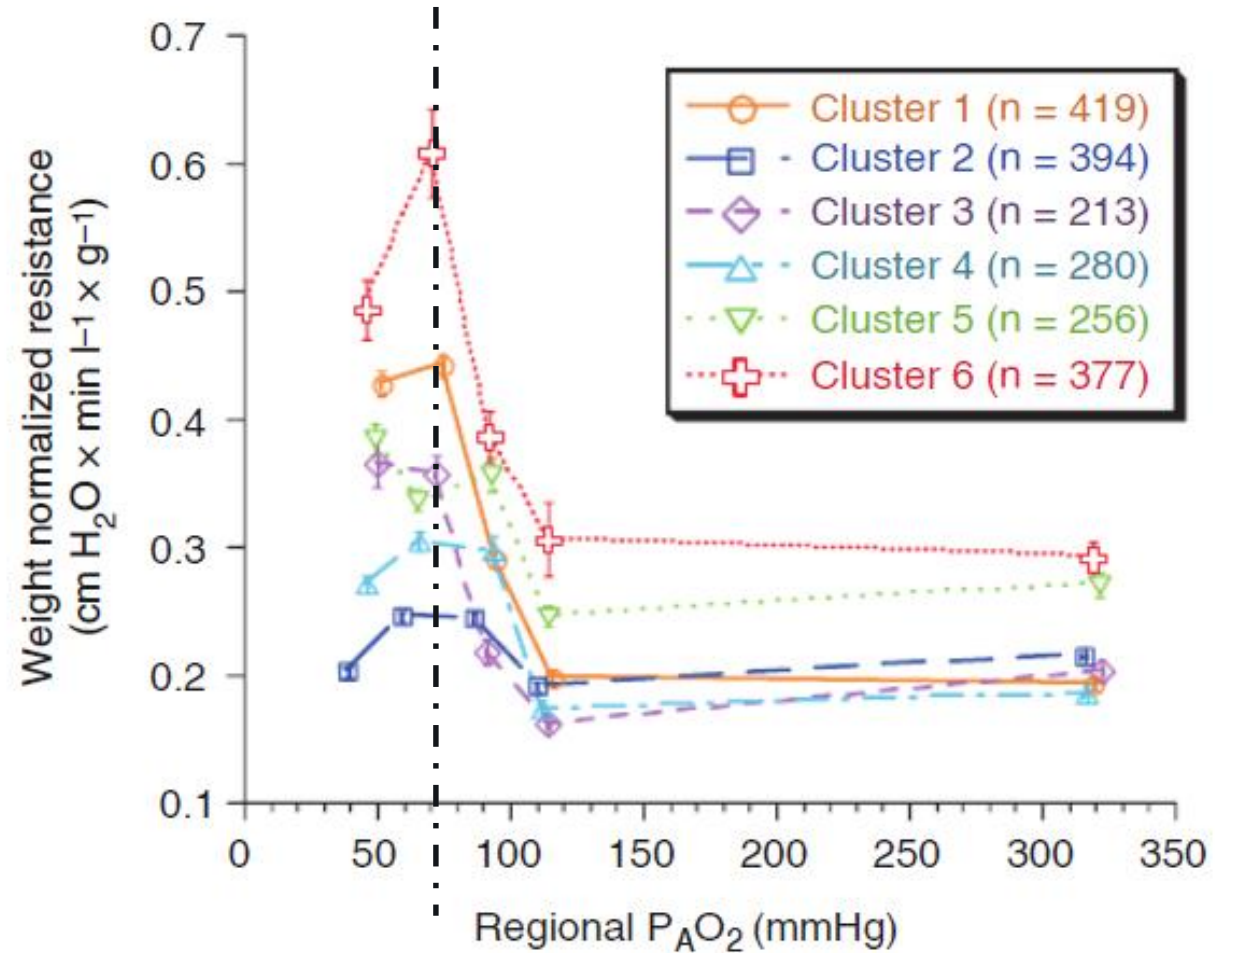 0.7
0.6
0.5
0.4
0.3
0.2
0.1
Weight normalized resistance
(cm H₂O × min l⁻¹ × g⁻¹)
Cluster 1 (n = 419)
Cluster 2 (n = 394)
Cluster 3 (n = 213)
Cluster 4 (n = 280)
Cluster 5 (n = 256)
Cluster 6 (n = 377)
0 50 100 150 200 250 300 350
Regional PAO₂ (mmHg)